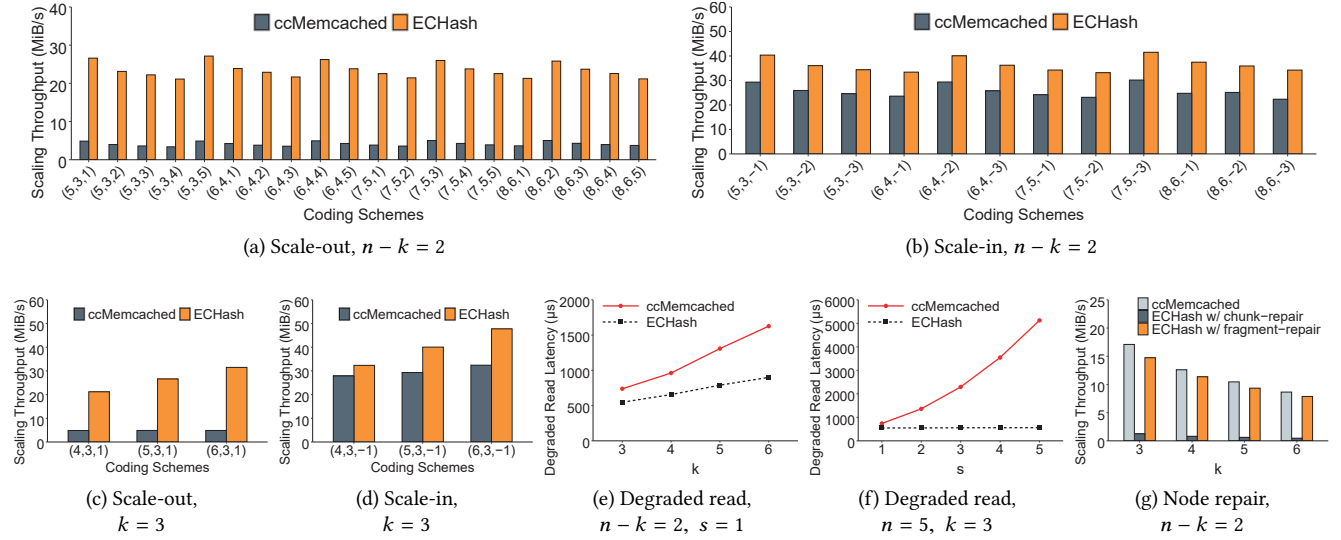 ccMemcached ECHash
Scaling Throughput (MiB/s)
40
30
20
10
0
(5,3,1) (5,3,2) (5,3,3) (5,3,4) (5,3,5) (6,4,1) (6,4,2) (6,4,3) (6,4,4) (6,4,5) (7,5,1) (7,5,2) (7,5,3) (7,5,4) (7,5,5) (8,6,1) (8,6,2) (8,6,3) (8,6,4) (8,6,5)
Coding Schemes
(a) Scale-out, n − k = 2
ccMemcached ECHash
Scaling Throughput (MiB/s)
60
50
40
30
20
10
0
(5,3,−1) (5,3,−2) (5,3,−3) (6,4,−1) (6,4,−2) (6,4,−3) (7,5,−1) (7,5,−2) (7,5,−3) (8,6,−1) (8,6,−2) (8,6,−3)
Coding Schemes
(b) Scale-in, n − k = 2
ccMemcached ECHash
Scaling Throughput (MiB/s)
60
50
40
30
20
10
0
(4,3,1) (5,3,1) (6,3,1)
Coding Schemes
(c) Scale-out,
k = 3
ccMemcached ECHash
Scaling Throughput (MiB/s)
60
50
40
30
20
10
0
(4,3,−1) (5,3,−1) (6,3,−1)
Coding Schemes
(d) Scale-in,
k = 3
ccMemcached
ECHash
Degraded Read Latency (μs)
2000
1500
1000
500
0
3 4 5 6
k
(e) Degraded read,
n − k = 2, s = 1
ccMemcached
ECHash
Degraded Read Latency (μs)
6000
5000
4000
3000
2000
1000
0
1 2 3 4 5
s
(f) Degraded read,
n = 5, k = 3
ccMemcached
ECHash w/ chunk−repair
ECHash w/ fragment−repair
Scaling Throughput (MiB/s)
25
20
15
10
5
0
3 4 5 6
k
(g) Node repair,
n − k = 2